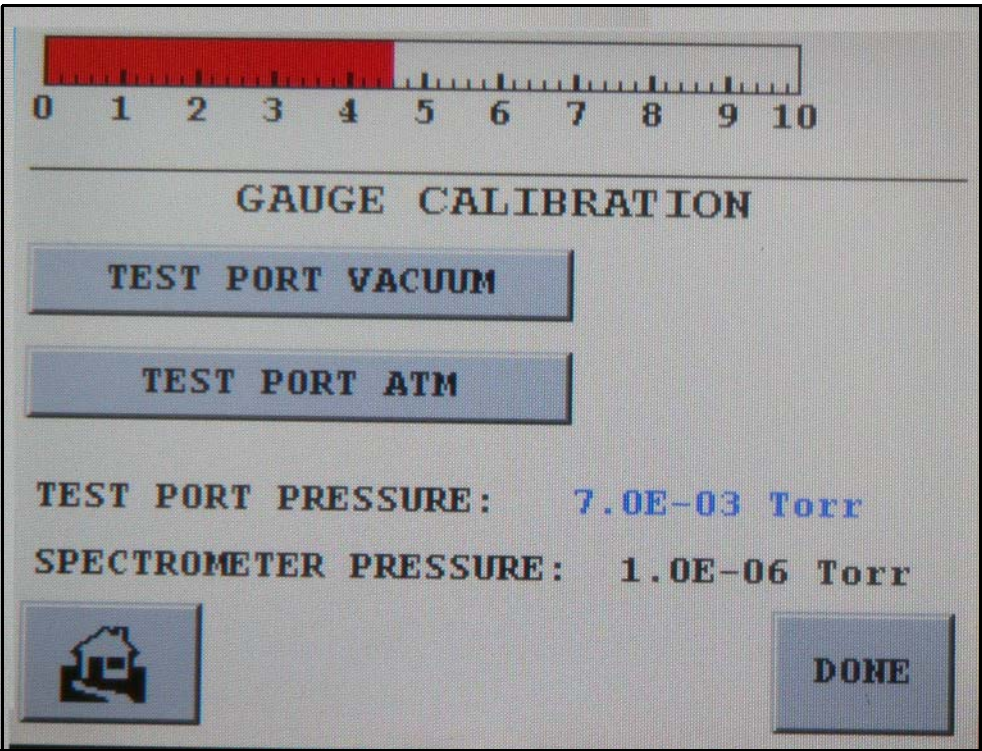 0 1 2 3 4 5 6 7 8 9 10
GAUGE CALIBRATION
TEST PORT VACUUM
TEST PORT ATM
TEST PORT PRESSURE: 7.0E-03 Torr
SPECTROMETER PRESSURE: 1.0E-06 Torr
DONE